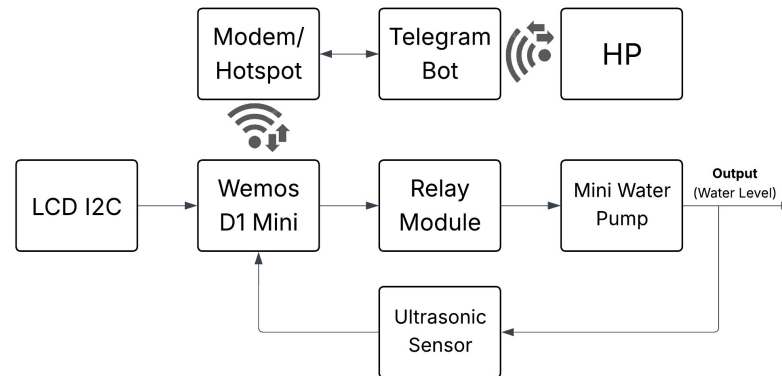 Modem/
Hotspot
Telegram
Bot
HP
LCD I2C
Wemos
D1 Mini
Relay
Module
Mini Water
Pump
Output
(Water Level)
Ultrasonic
Sensor